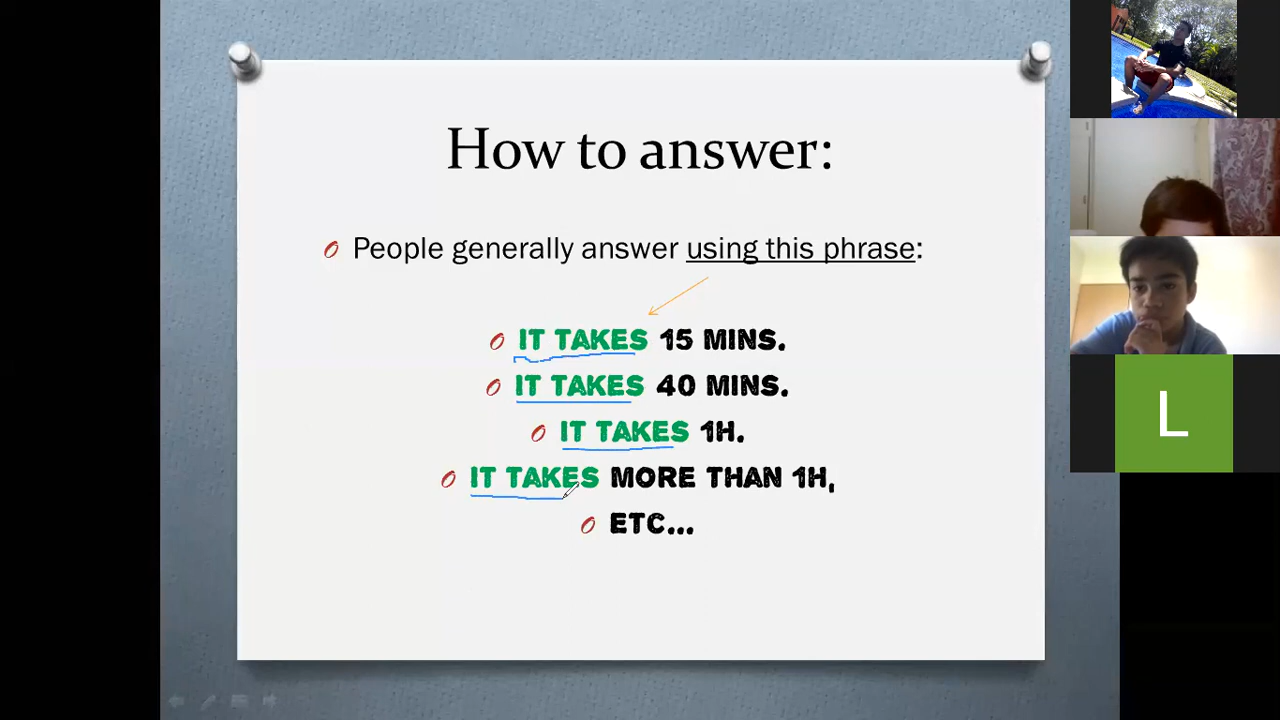 How to answer:
People generally answer using this phrase:
IT TAKES 15 MINS.
IT TAKES 40 MINS.
IT TAKES 1H.
IT TAKES MORE THAN 1H,
ETC...
L